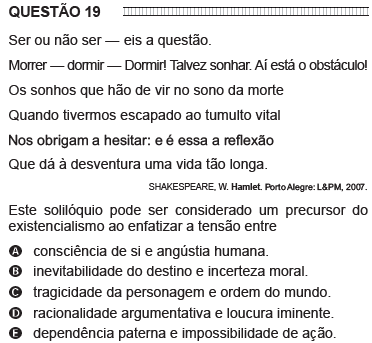 QUESTÃO 19
Ser ou não ser — eis a questão.
Morrer — dormir — Dormir! Talvez sonhar. Aí está o obstáculo!
Os sonhos que hão de vir no sono da morte
Quando tivermos escapado ao tumulto vital
Nos obrigam a hesitar: e é essa a reflexão
Que dá à desventura uma vida tão longa.
SHAKESPEARE, W. Hamlet. Porto Alegre: L&PM, 2007.
Este solilóquio pode ser considerado um precursor do
existencialismo ao enfatizar a tensão entre
A consciência de si e angústia humana.
B inevitabilidade do destino e incerteza moral.
C tragicidade da personagem e ordem do mundo.
D racionalidade argumentativa e loucura iminente.
E dependência paterna e impossibilidade de ação.